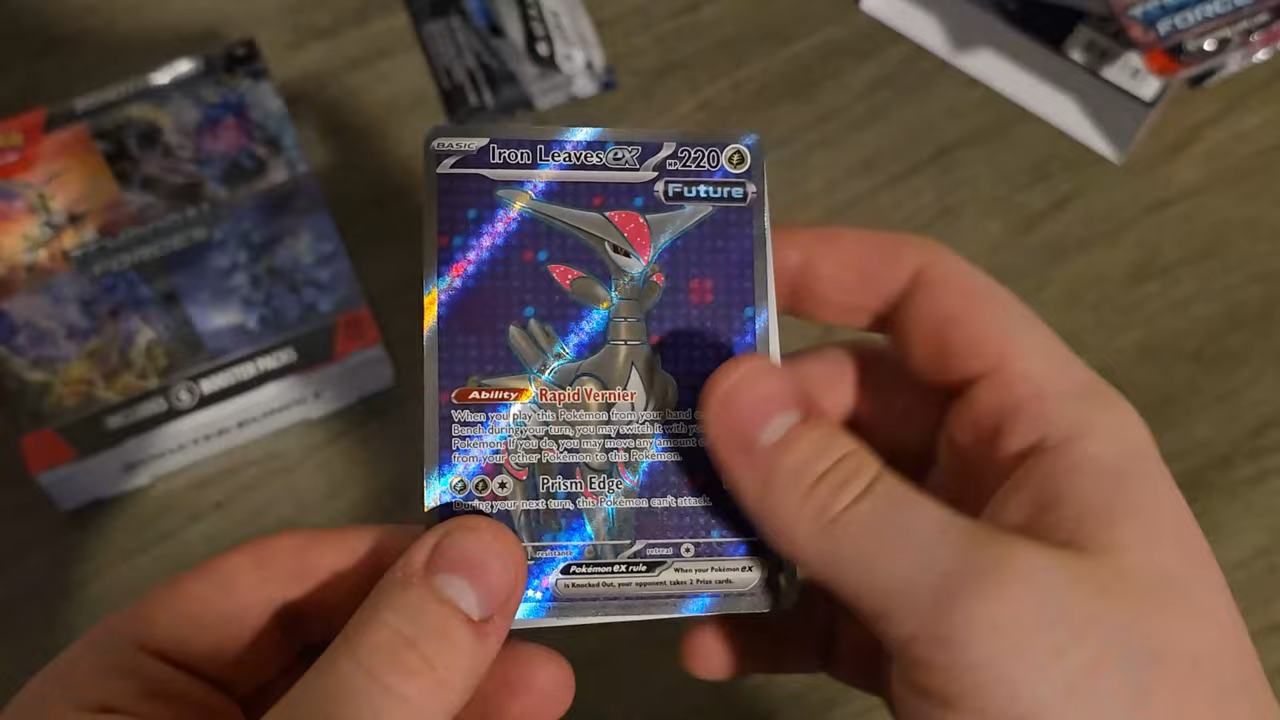 FORCES
BASIC
Iron Leaves ex
HP 220
Future
Ability Rapid Vernier
When you play this Pokémon from your hand
Bench during your turn, you may switch it with
Pokémon. If you do, you may move any amount
from your other Pokémon to this Pokémon.
Prism Edge
During your next turn, this Pokémon can't attack.
resistance
retreat
Pokémon ex rule
When your Pokémon ex
is Knocked Out, your opponent takes 2 Prize cards.
BOOSTER PACKS